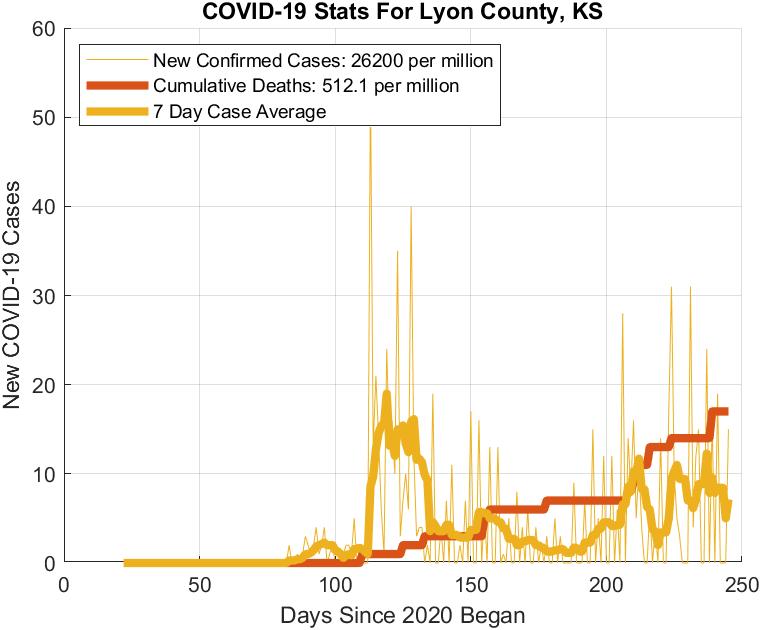 COVID-19 Stats For Lyon County, KS
60
50
40
30
20
10
0
New COVID-19 Cases
New Confirmed Cases: 26200 per million
Cumulative Deaths: 512.1 per million
7 Day Case Average
0 50 100 150 200 250
Days Since 2020 Began